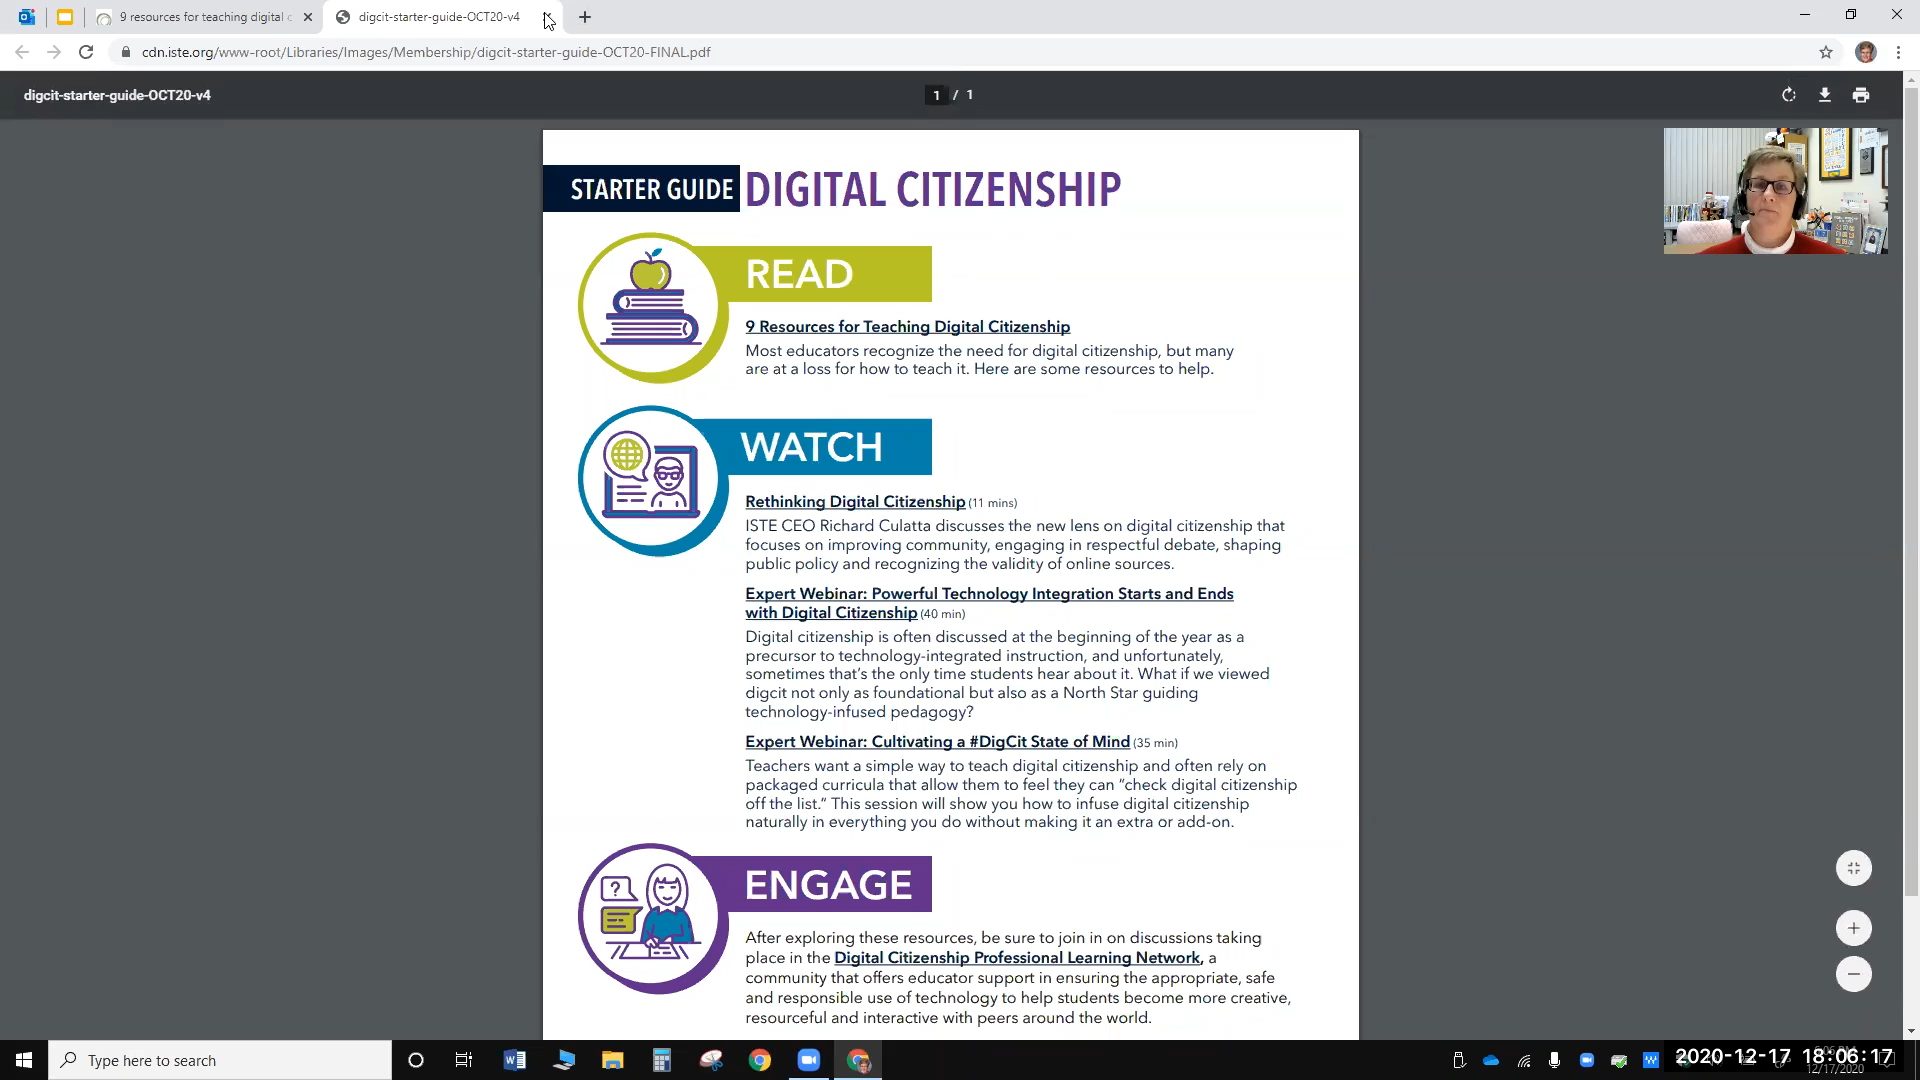 9 resources for teaching digital c
digcit-starter-guide-OCT20-v4
cdn.iste.org/www-root/Libraries/Images/Membership/digcit-starter-guide-OCT20-FINAL.pdf
digcit-starter-guide-OCT20-v4
1 / 1
STARTER GUIDE DIGITAL CITIZENSHIP
READ
9 Resources for Teaching Digital Citizenship
Most educators recognize the need for digital citizenship, but many
are at a loss for how to teach it. Here are some resources to help.
WATCH
Rethinking Digital Citizenship (11 mins)
ISTE CEO Richard Culatta discusses the new lens on digital citizenship that
focuses on improving community, engaging in respectful debate, shaping
public policy and recognizing the validity of online sources.
Expert Webinar: Powerful Technology Integration Starts and Ends
with Digital Citizenship (40 min)
Digital citizenship is often discussed at the beginning of the year as a
precursor to technology-integrated instruction, and unfortunately,
sometimes that's the only time students hear about it. What if we viewed
digcit not only as foundational but also as a North Star guiding
technology-infused pedagogy?
Expert Webinar: Cultivating a #DigCit State of Mind (35 min)
Teachers want a simple way to teach digital citizenship and often rely on
packaged curricula that allow them to feel they can "check digital citizenship
off the list." This session will show you how to infuse digital citizenship
naturally in everything you do without making it an extra or add-on.
ENGAGE
After exploring these resources, be sure to join in on discussions taking
place in the Digital Citizenship Professional Learning Network, a
community that offers educator support in ensuring the appropriate, safe
and responsible use of technology to help students become more creative,
resourceful and interactive with peers around the world.
Type here to search
2020-12-17 18:06:17
12/17/2020